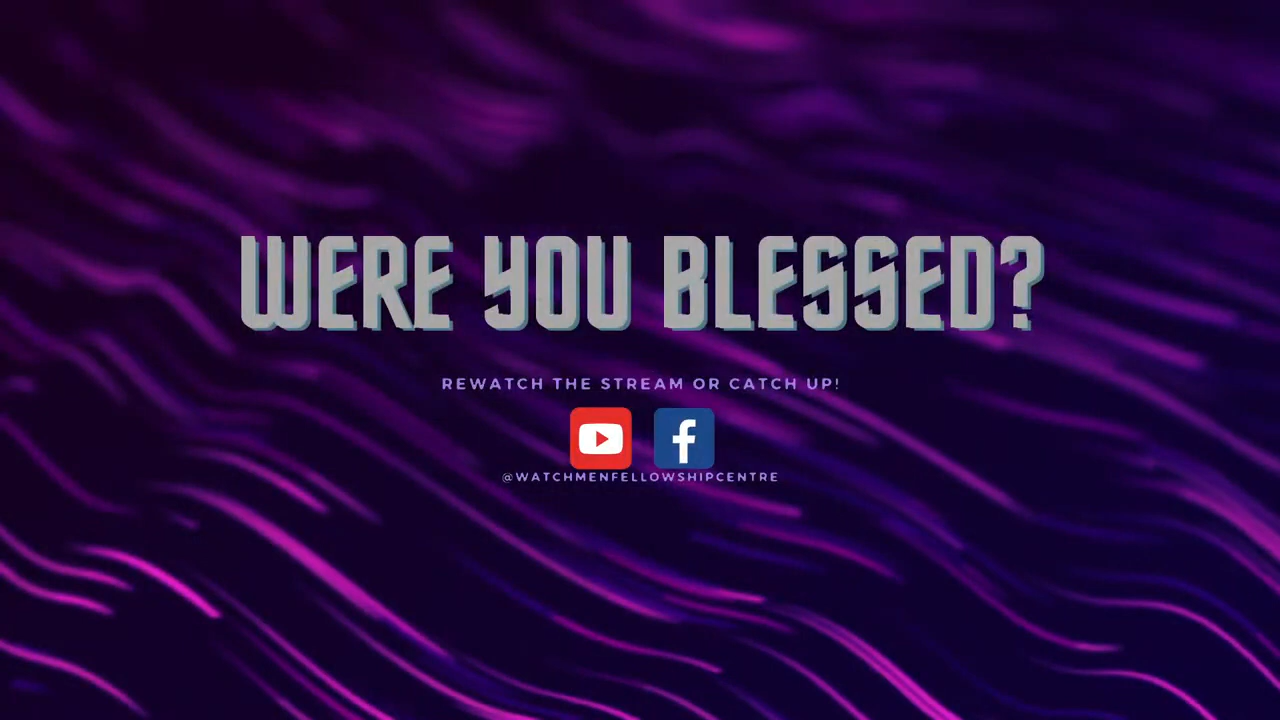 WERE YOU BLESSED?
REWATCH THE STREAM OR CATCH UP!
@WATCHMENFELLOWSHIPCENTRE